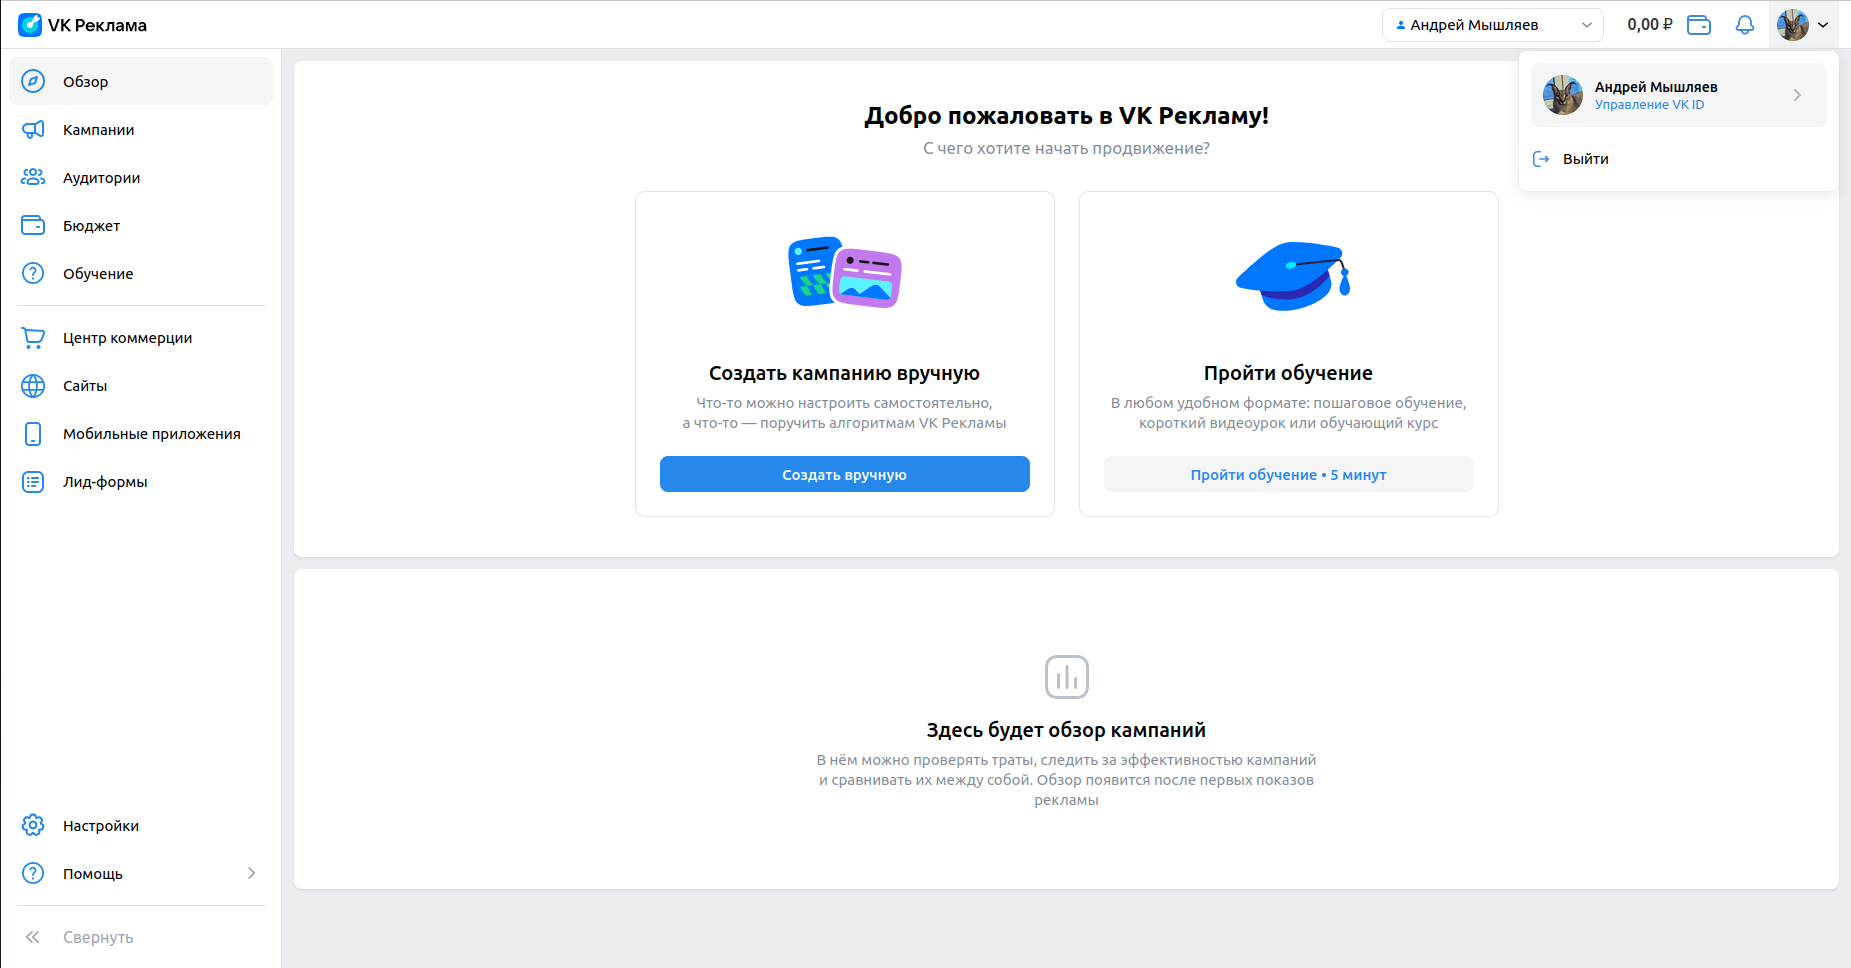 VK Реклама
Андрей Мышляев
0,00 ₽
Андрей Мышляев
Управление VK ID
Выйти
Обзор
Кампании
Аудитории
Бюджет
Обучение
Центр коммерции
Сайты
Мобильные приложения
Лид-формы
Настройки
Помощь
Свернуть
Добро пожаловать в VK Рекламу!
С чего хотите начать продвижение?
Создать кампанию вручную
Что-то можно настроить самостоятельно,
а что-то — поручить алгоритмам VK Рекламы
Создать вручную
Пройти обучение
В любом удобном формате: пошаговое обучение,
короткий видеоурок или обучающий курс
Пройти обучение • 5 минут
Здесь будет обзор кампаний
В нём можно проверять траты, следить за эффективностью кампаний
и сравнивать их между собой. Обзор появится после первых показов
рекламы